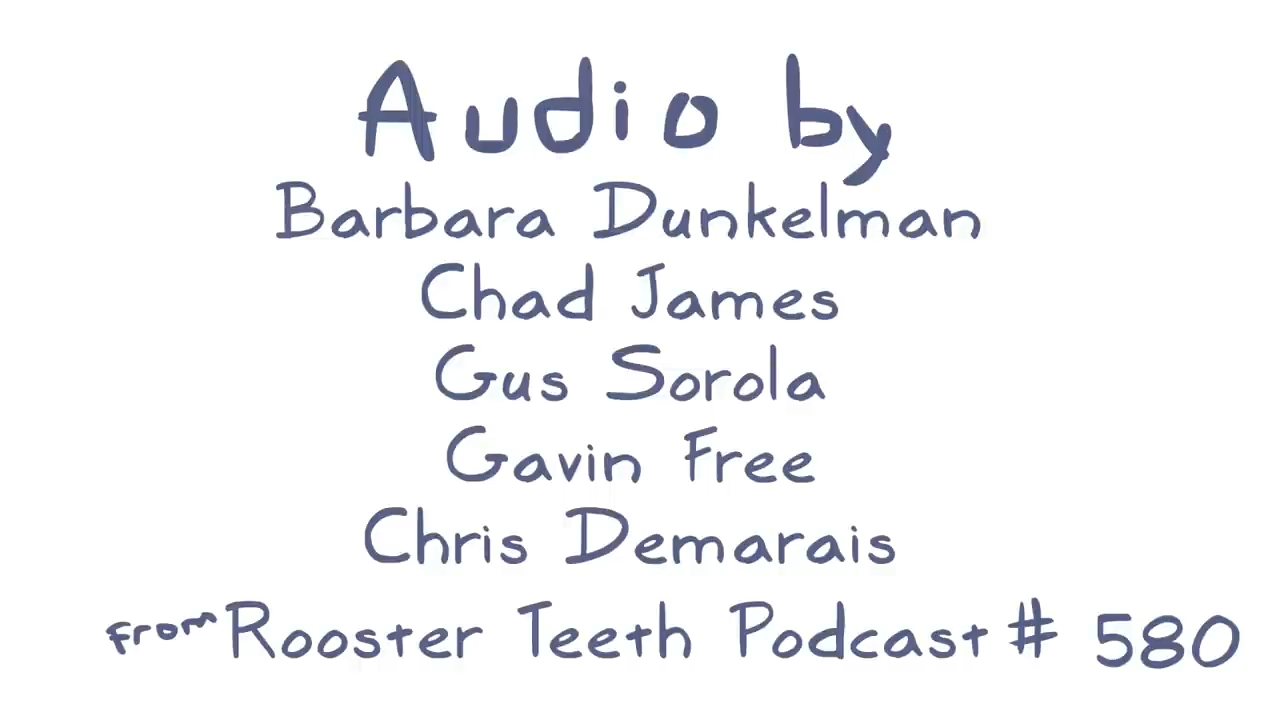 Audio by
Barbara Dunkelman
Chad James
Gus Sorola
Gavin Free
Chris Demarais
from Rooster Teeth Podcast # 580